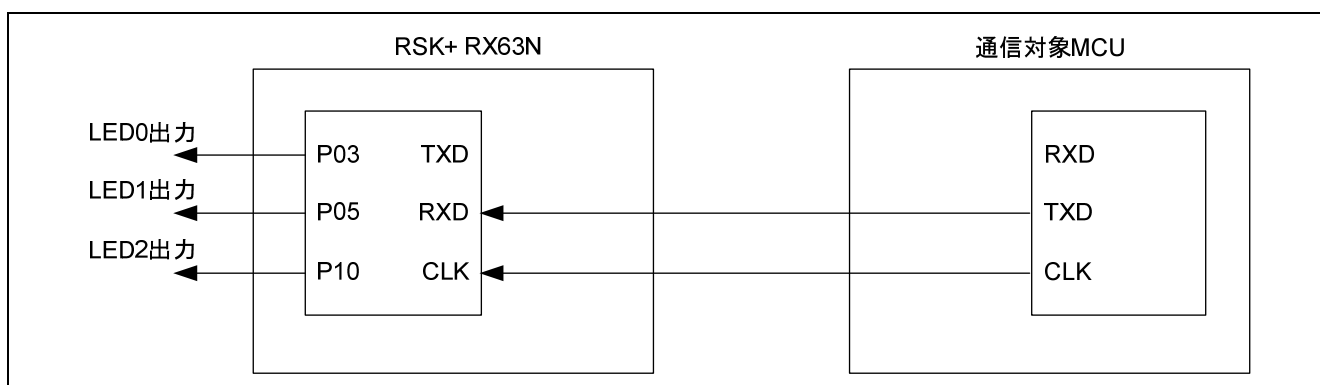 RSK+ RX63N
通信対象MCU
LED0出力
P03 TXD
RXD
LED1出力
P05 RXD
TXD
LED2出力
P10 CLK
CLK